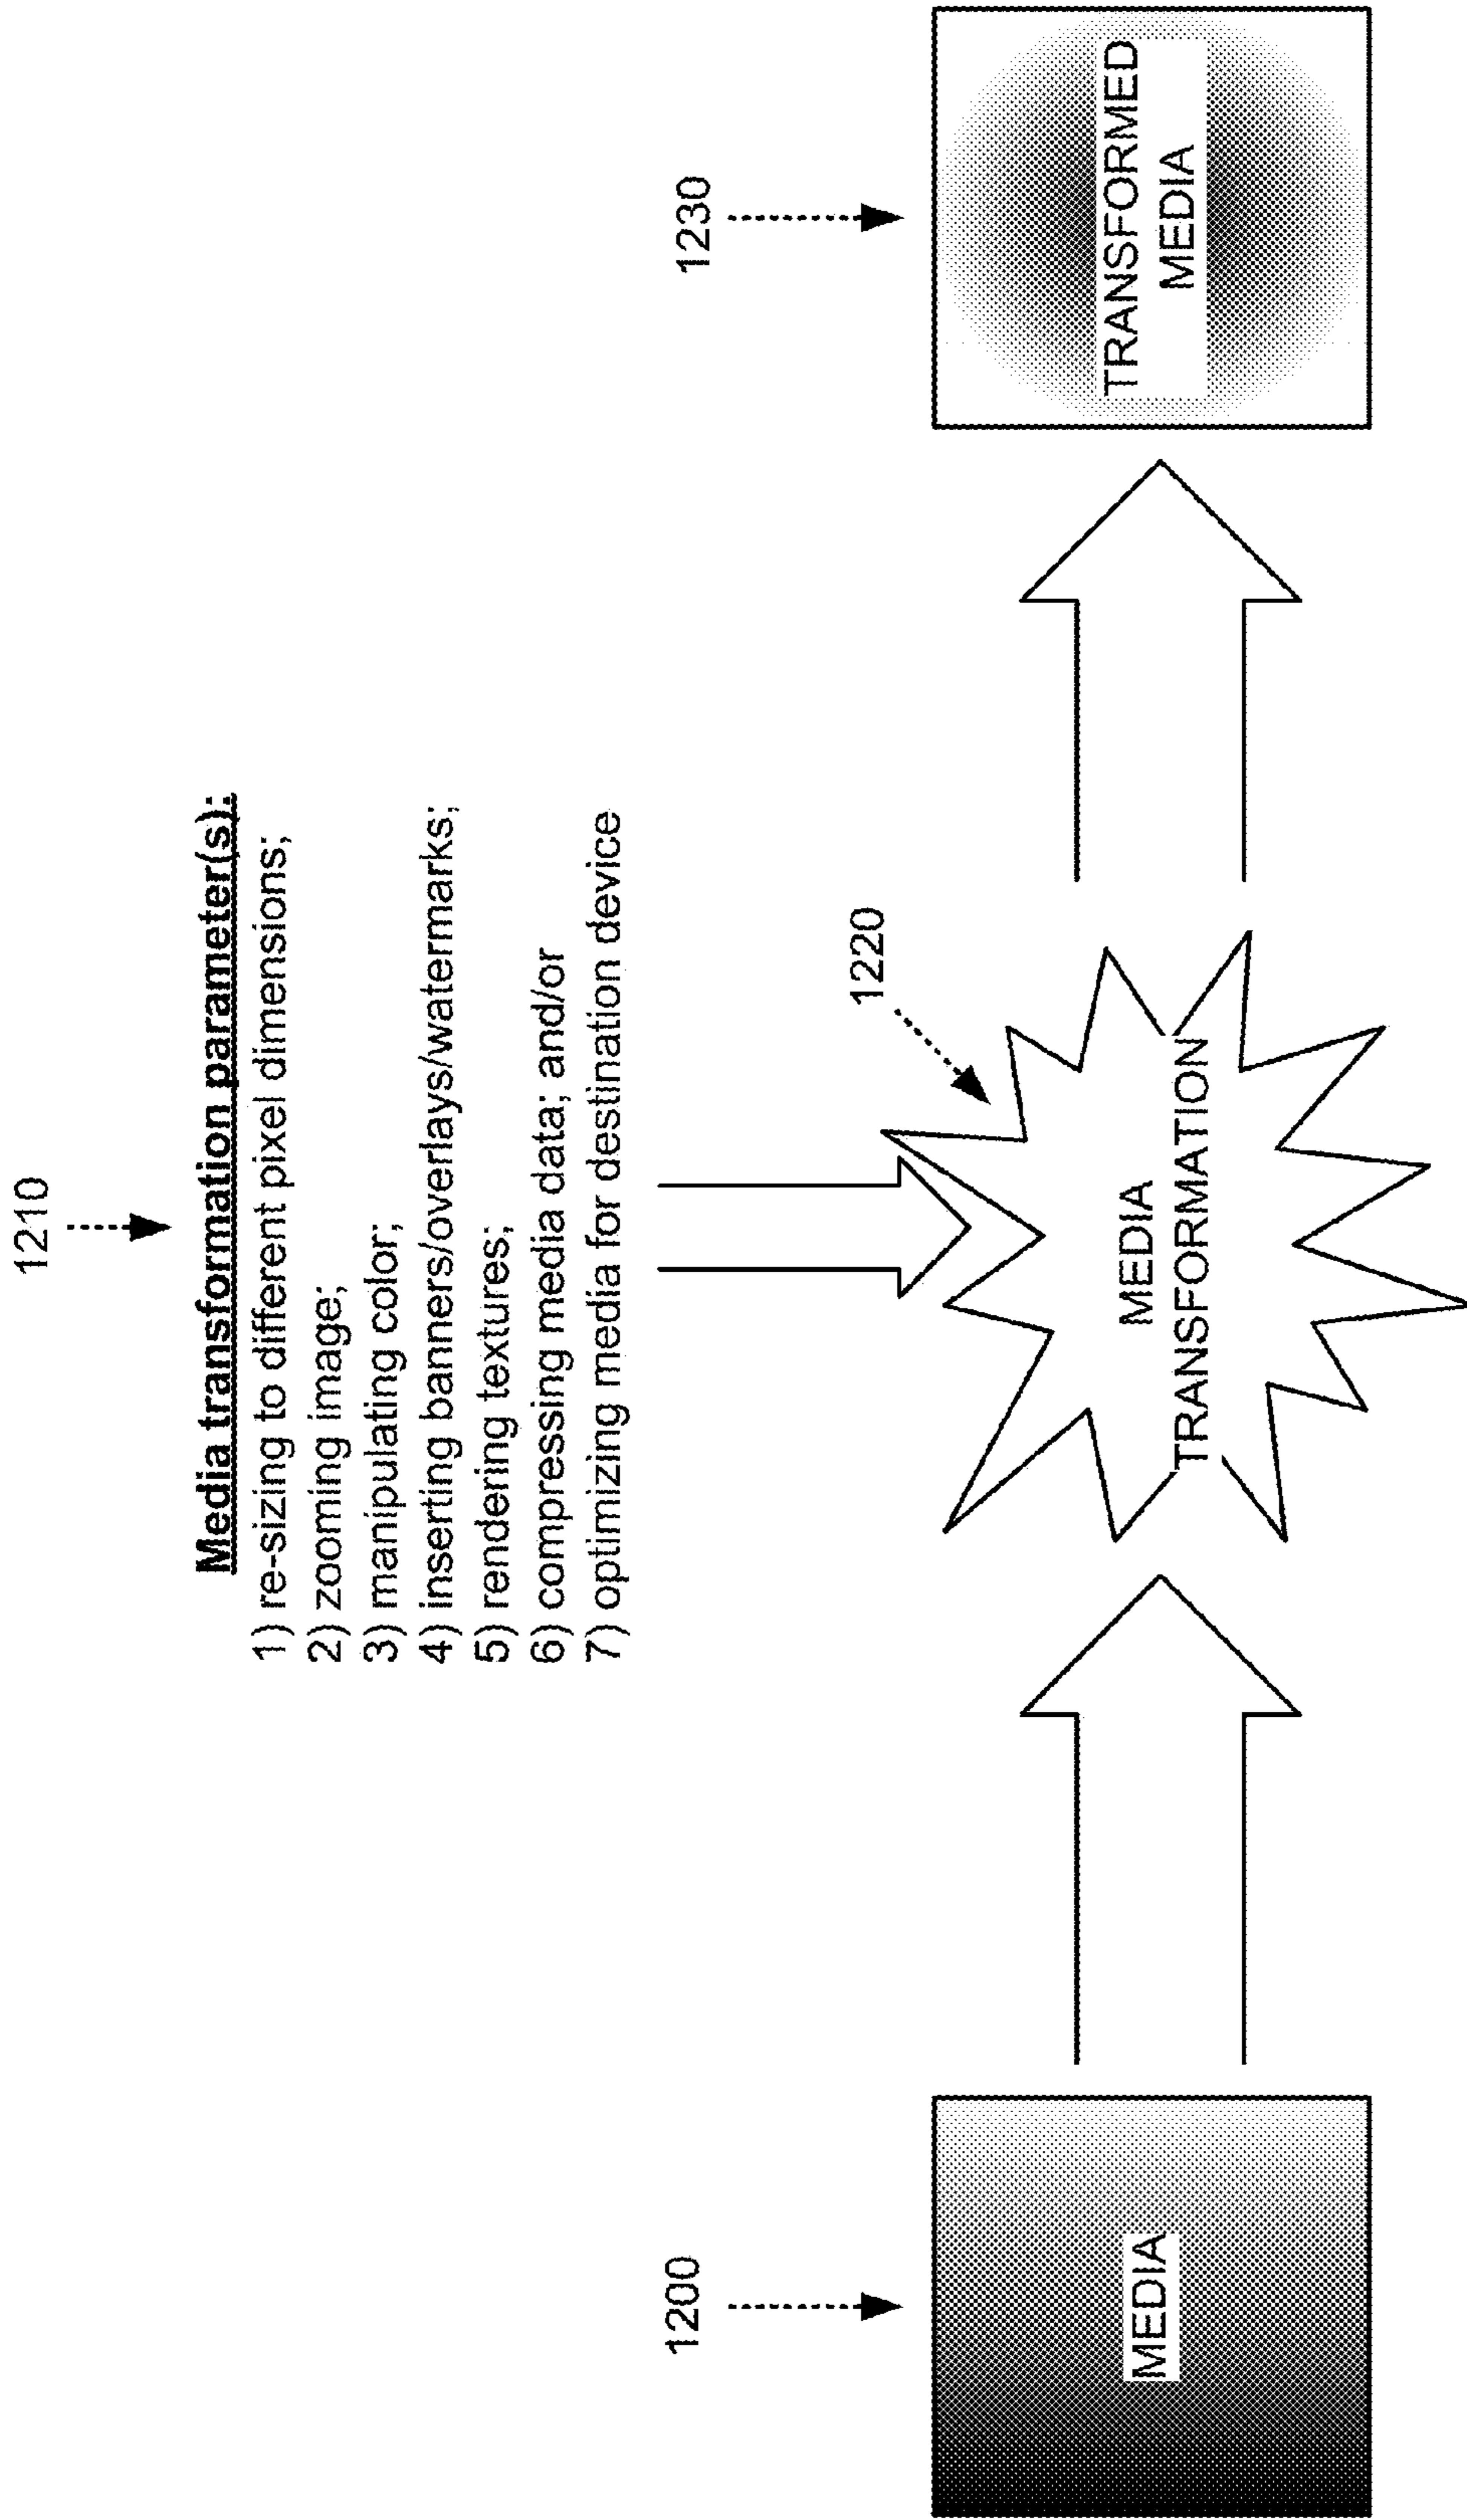 1210
Media transformation parameter(s):
1) re-sizing to different pixel dimensions;
2) zooming image;
3) manipulating color;
4) inserting banners/overlays/watermarks;
5) rendering textures;
6) compressing media data; and/or
7) optimizing media for destination device
1200
1220
1230
MEDIA
MEDIA
TRANSFORMATION
TRANSFORMED
MEDIA